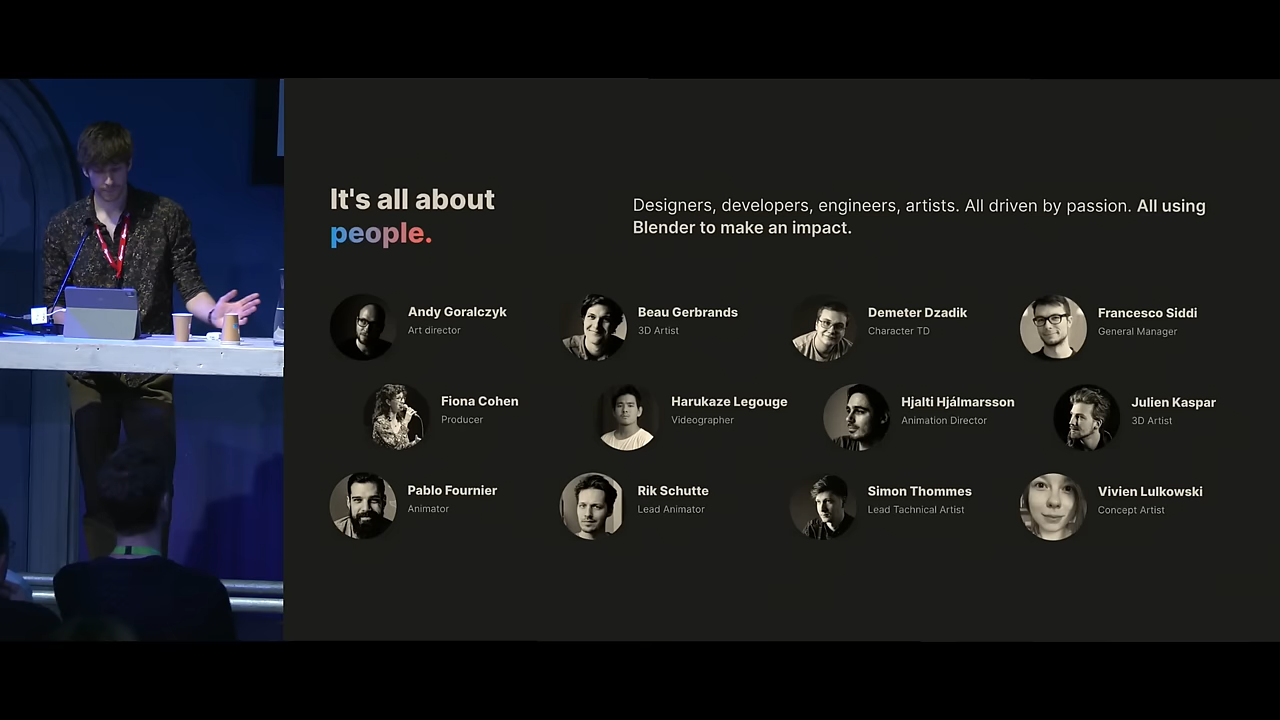 It's all about
people.
Designers, developers, engineers, artists. All driven by passion. All using
Blender to make an impact.
Andy Goralczyk
Art director
Beau Gerbrands
3D Artist
Demeter Dzadik
Character TD
Francesco Siddi
General Manager
Fiona Cohen
Producer
Harukaze Legouge
Videographer
Hjalti Hjálmarsson
Animation Director
Julien Kaspar
3D Artist
Pablo Fournier
Animator
Rik Schutte
Lead Animator
Simon Thommes
Lead Tachnical Artist
Vivien Lulkowski
Concept Artist